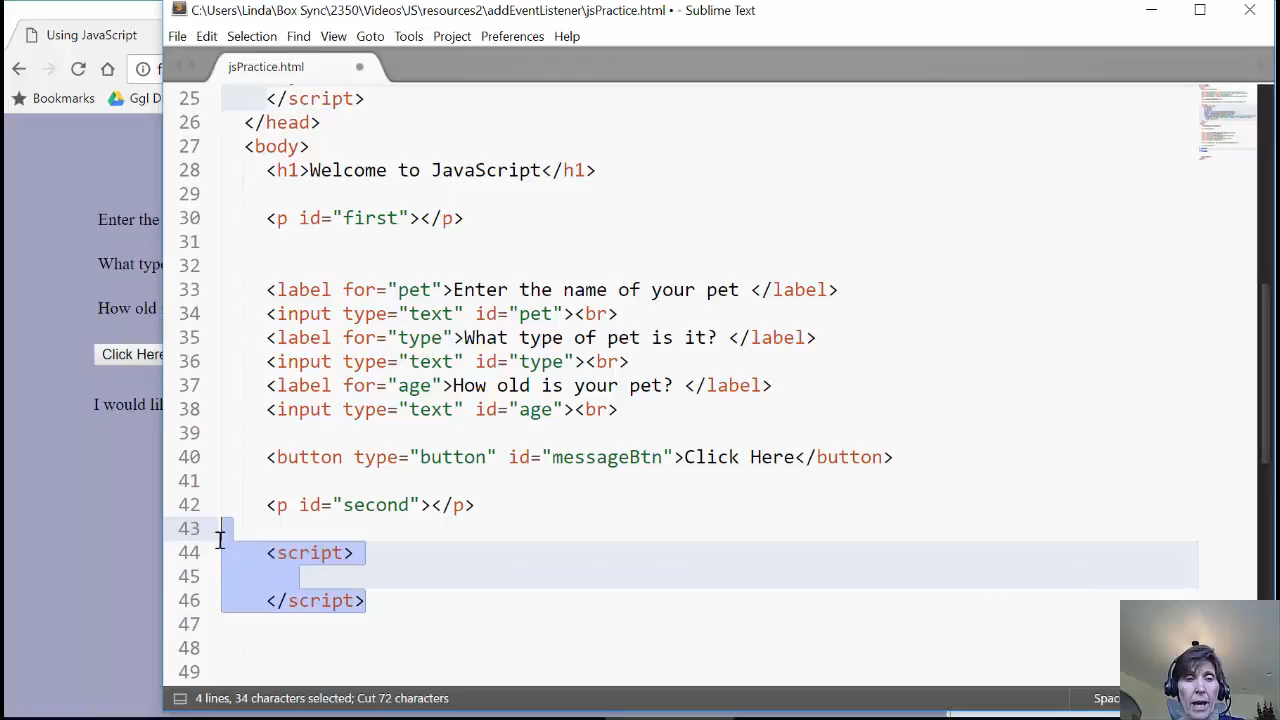 C:\Users\Linda\Box Sync\2350\Videos\JS\resources2\addEventListener\jsPractice.html • - Sublime Text
Using JavaScript
File Edit Selection Find View Goto Tools Project Preferences Help
jsPractice.html
Bookmarks Ggl D
25 </script>
26 </head>
27 <body>
28 <h1>Welcome to JavaScript</h1>
29
30 <p id="first"></p>
31
32
33 <label for="pet">Enter the name of your pet </label>
34 <input type="text" id="pet"><br>
35 <label for="type">What type of pet is it? </label>
36 <input type="text" id="type"><br>
37 <label for="age">How old is your pet? </label>
38 <input type="text" id="age"><br>
39
40 <button type="button" id="messageBtn">Click Here</button>
41
42 <p id="second"></p>
43
44 <script>
45
46 </script>
47
48
49
Enter the
What type
How old
Click Here
I would lik
4 lines, 34 characters selected; Cut 72 characters
Spac